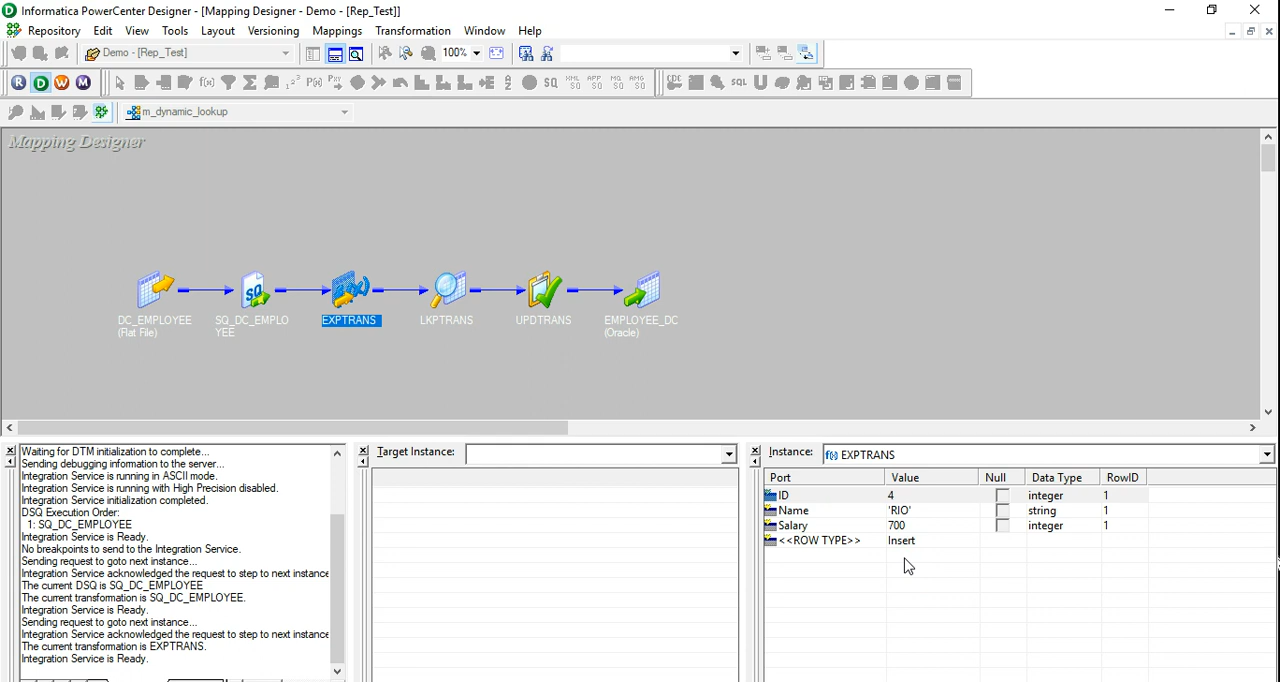 Informatica PowerCenter Designer - [Mapping Designer - Demo - [Rep_Test]]
Repository Edit View Tools Layout Versioning Mappings Transformation Window Help
Demo - [Rep_Test]
100%
m_dynamic_lookup
Mapping Designer
DC_EMPLOYEE
(Flat File)
SQ_DC_EMPLO
YEE
EXPTRANS
LKPTRANS
UPDTRANS
EMPLOYEE_DC
(Oracle)
Waiting for DTM initialization to complete...
Sending debugging information to the server...
Integration Service is running in ASCII mode.
Integration Service is running with High Precision disabled.
Integration Service initialization completed.
DSQ Execution Order:
1: SQ_DC_EMPLOYEE
Integration Service is Ready.
No breakpoints to send to the Integration Service.
Sending request to goto next instance...
Integration Service acknowledged the request to step to next instance
The current DSQ is SQ_DC_EMPLOYEE
The current transformation is SQ_DC_EMPLOYEE.
Integration Service is Ready.
Sending request to goto next instance...
Integration Service acknowledged the request to step to next instance
The current transfomation is EXPTRANS.
Integration Service is Ready.
Target Instance:
Instance: f(x) EXPTRANS
Port Value Null Data Type RowID
ID 4 integer 1
Name 'RIO' string 1
Salary 700 integer 1
<<ROW TYPE>> Insert